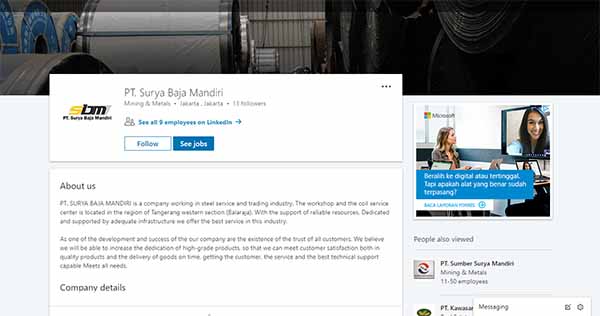 PT. Surya Baja Mandiri
Mining & Metals • Jakarta , Jakarta • 13 followers
sbm
PT. Surya Baja Mandiri
See all 9 employees on LinkedIn →
Follow
See jobs
About us
PT. SURYA BAJA MANDIRI is a company working in steel service and trading industry. The workshop and the coil service
center is located in the region of Tangerang western section (Balaraja). With the support of reliable resources, Dedicated
and supported by adequate infrastructure we offer the best service in this industry.
As one of the development and success of the our company are the existence of the trust of all customers. We believe
we will be able to increase the dedication of high-grade products, so that we can meet customer satisfaction both in
quality products and the delivery of goods on time, getting the customer, the service and the best technical support
capable Meets all needs.
Company details
Microsoft
Beralih ke digital atau tertinggal.
Tapi apakah alat yang benar sudah
terpasang?
BACA LAPORAN FORBES
People also viewed
PT. Sumber Surya Mandiri
Mining & Metals
11-50 employees
PT. Kawasan
Messaging